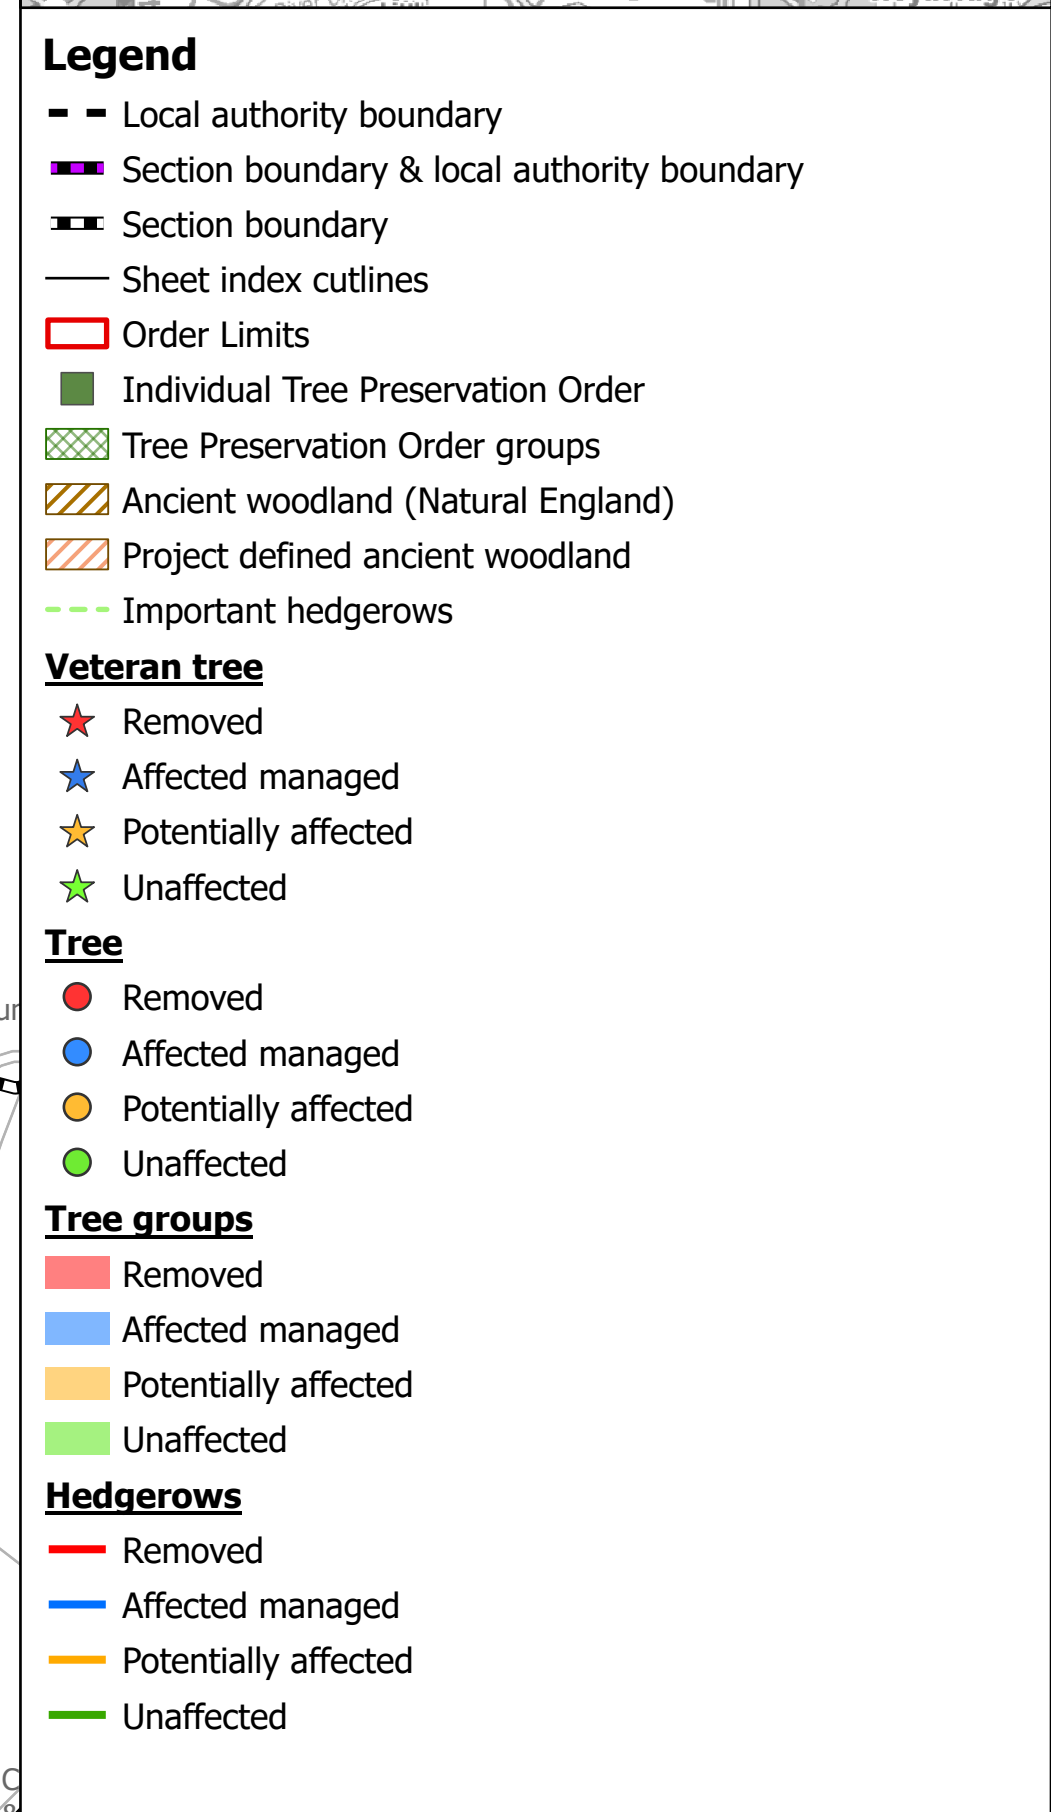 Legend
Local authority boundary
Section boundary & local authority boundary
Section boundary
Sheet index cutlines
Order Limits
Individual Tree Preservation Order
Tree Preservation Order groups
Ancient woodland (Natural England)
Project defined ancient woodland
Important hedgerows
Veteran tree
Removed
Affected managed
Potentially affected
Unaffected
Tree
Removed
Affected managed
Potentially affected
Unaffected
Tree groups
Removed
Affected managed
Potentially affected
Unaffected
Hedgerows
Removed
Affected managed
Potentially affected
Unaffected